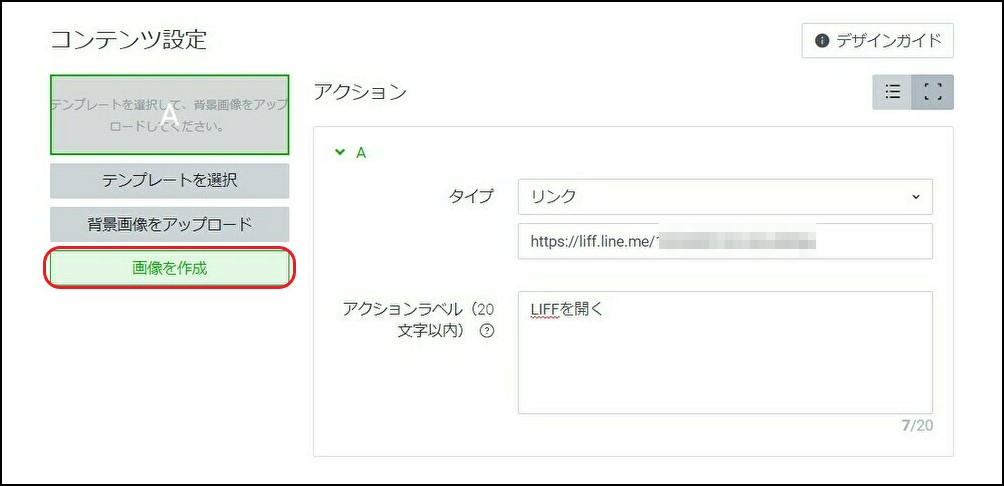 コンテンツ設定
デザインガイド
テンプレートを選択して、背景画像をアップ
ロードしてください。
A
テンプレートを選択
背景画像をアップロード
画像を作成
アクション
A
タイプ
リンク
https://liff.line.me/1
アクションラベル（20
文字以内）
LIFFを開く
7/20